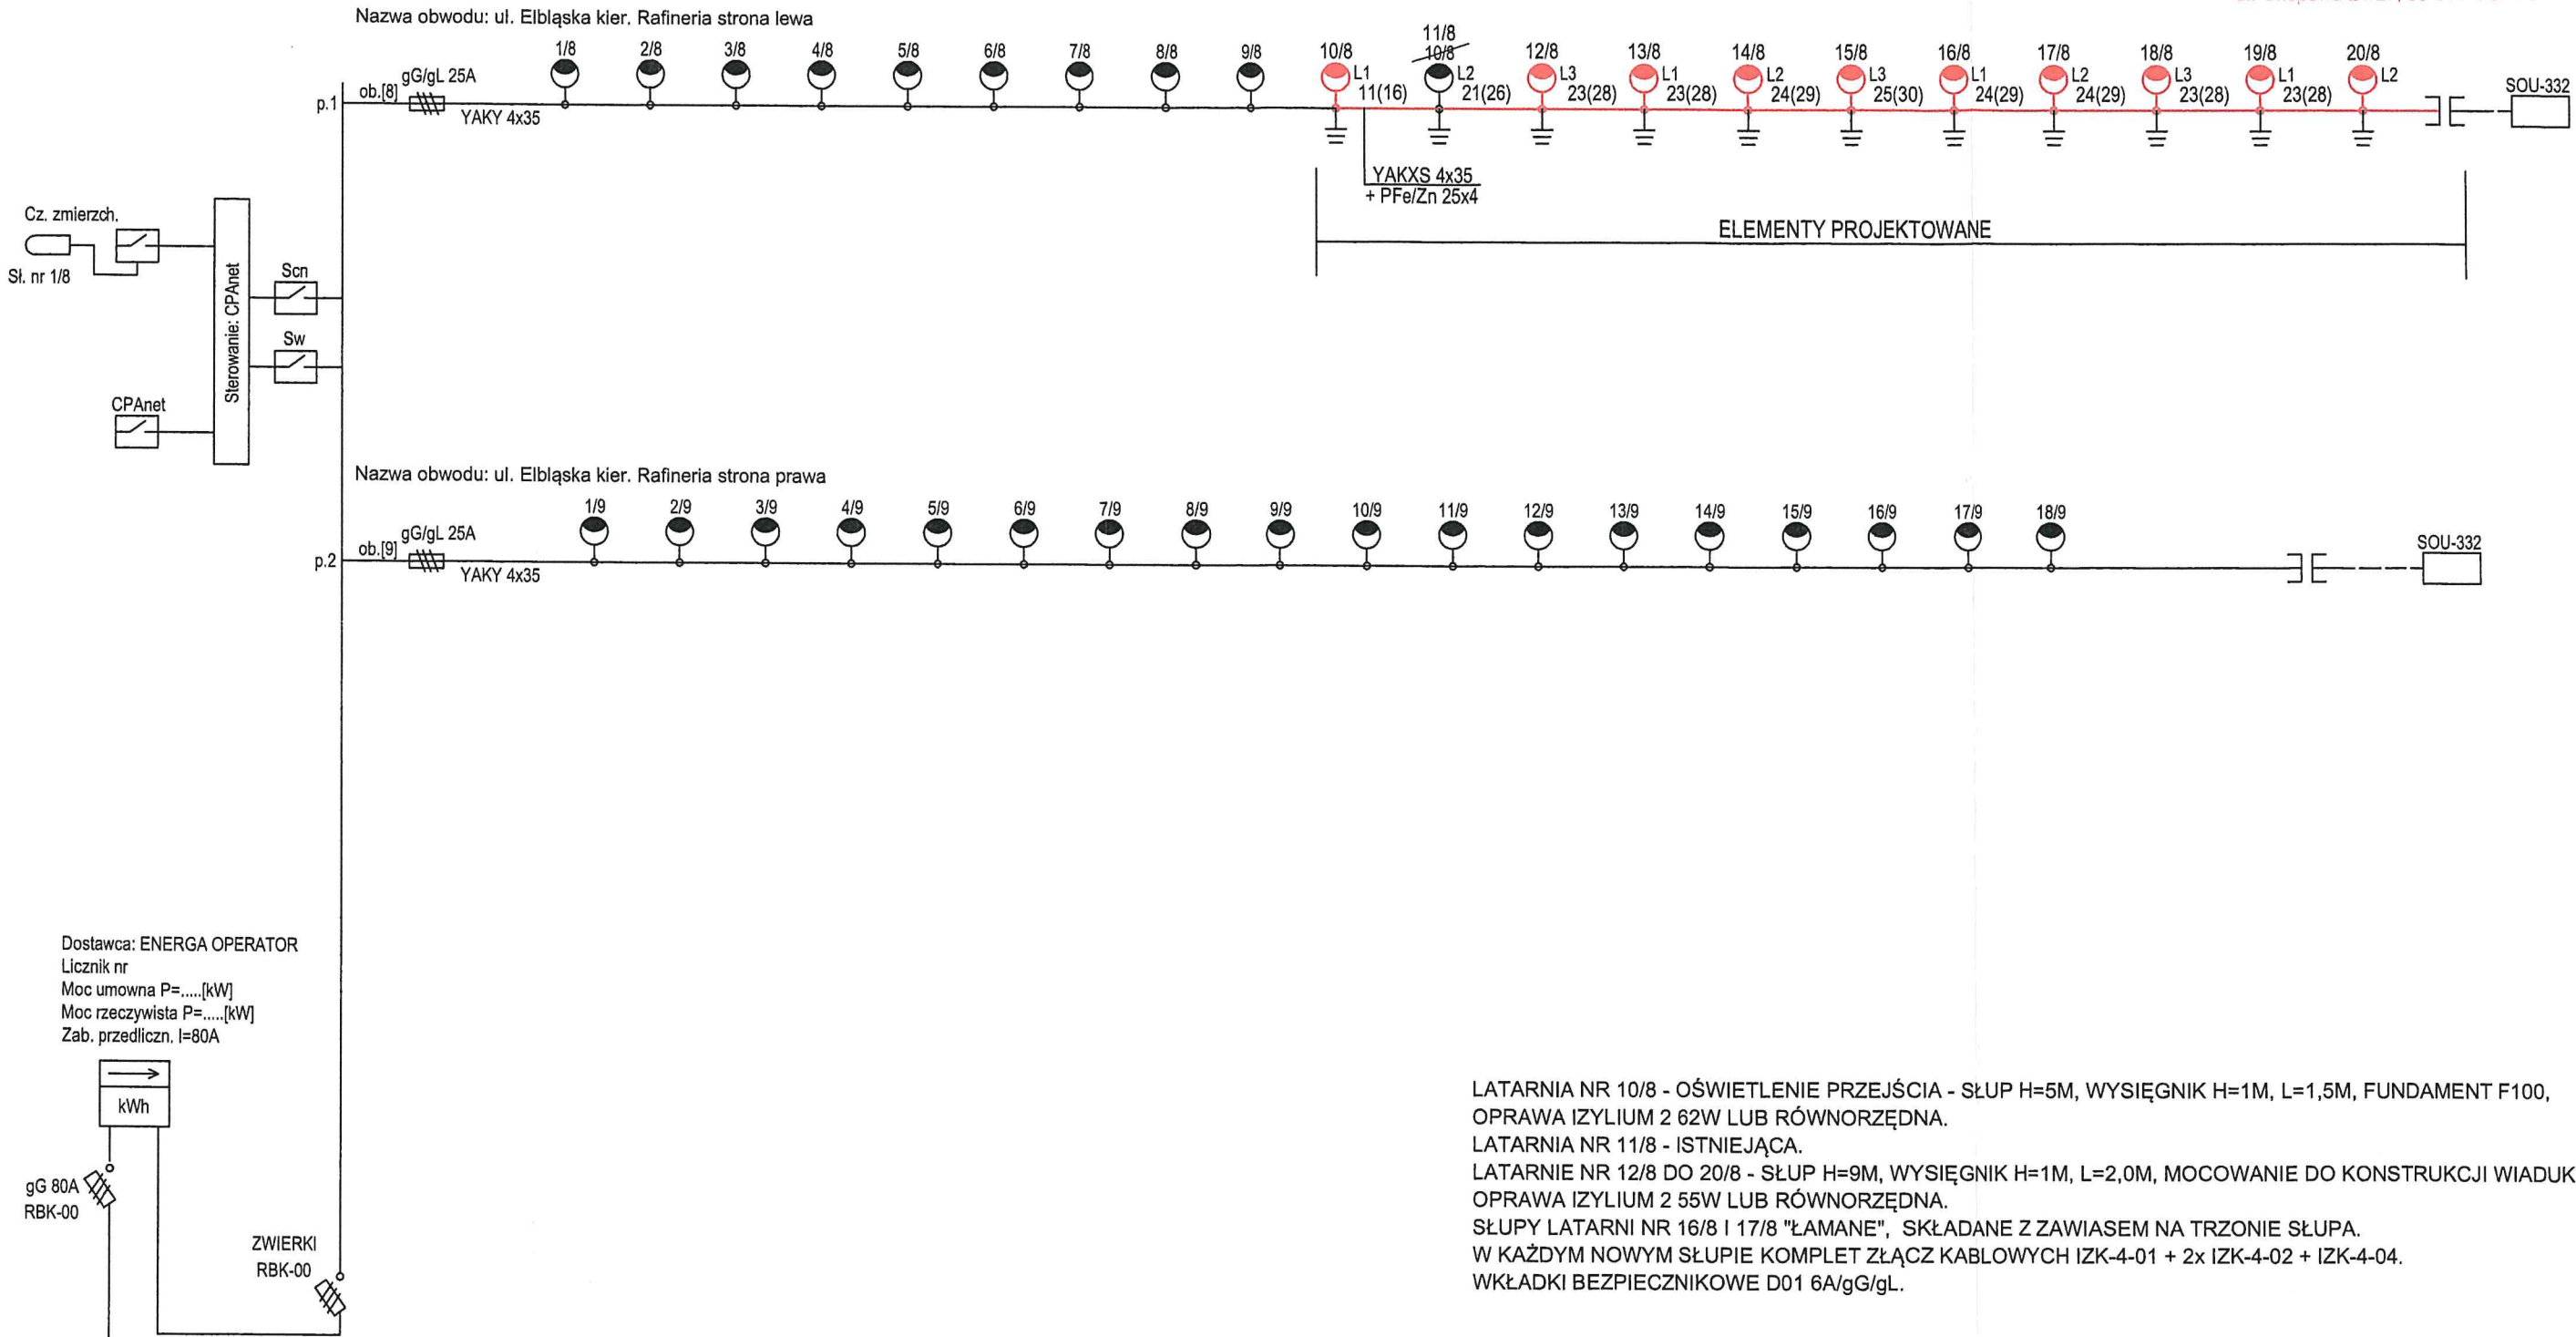 Nazwa obwodu: ul. Elbląska kier. Rafineria strona lewa
1/8 2/8 3/8 4/8 5/8 6/8 7/8 8/8 9/8 10/8 11/8 12/8 13/8 14/8 15/8 16/8 17/8 18/8 19/8 20/8
10/8
p.1 ob.[8] gG/gL 25A
YAKY 4x35
L1 L2 L3 L1 L2 L3 L1 L2 L3 L1 L2
11(16) 21(26) 23(28) 23(28) 24(29) 25(30) 24(29) 24(29) 23(28) 23(28)
SOU-332
YAKXS 4x35
+ PFe/Zn 25x4
ELEMENTY PROJEKTOWANE
Cz. zmierzch.
Sł. nr 1/8
Sterowanie: CPAnet
Scn
Sw
CPAnet
Nazwa obwodu: ul. Elbląska kier. Rafineria strona prawa
1/9 2/9 3/9 4/9 5/9 6/9 7/9 8/9 9/9 10/9 11/9 12/9 13/9 14/9 15/9 16/9 17/9 18/9
p.2 ob.[9] gG/gL 25A
YAKY 4x35
SOU-332
Dostawca: ENERGA OPERATOR
Licznik nr
Moc umowna P=.....[kW]
Moc rzeczywista P=.....[kW]
Zab. przedliczn. I=80A
kWh
gG 80A
RBK-00
ZWIERKI
RBK-00
LATARNIA NR 10/8 - OŚWIETLENIE PRZEJŚCIA - SŁUP H=5M, WYSIĘGNIK H=1M, L=1,5M, FUNDAMENT F100,
OPRAWA IZYLIUM 2 62W LUB RÓWNORZĘDNA.
LATARNIA NR 11/8 - ISTNIEJĄCA.
LATARNIE NR 12/8 DO 20/8 - SŁUP H=9M, WYSIĘGNIK H=1M, L=2,0M, MOCOWANIE DO KONSTRUKCJI WIADUK
OPRAWA IZYLIUM 2 55W LUB RÓWNORZĘDNA.
SŁUPY LATARNI NR 16/8 I 17/8 "ŁAMANE", SKŁADANE Z ZAWIASEM NA TRZONIE SŁUPA.
W KAŻDYM NOWYM SŁUPIE KOMPLET ZŁĄCZ KABLOWYCH IZK-4-01 + 2x IZK-4-02 + IZK-4-04.
WKŁADKI BEZPIECZNIKOWE D01 6A/gG/gL.